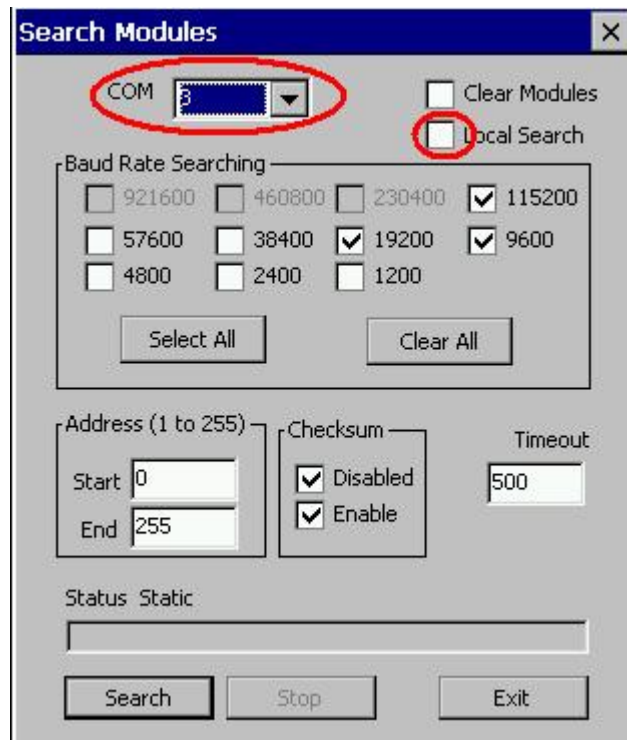 Search Modules
COM 3
Clear Modules
Local Search
Baud Rate Searching
921600 460800 230400 115200
57600 38400 19200 9600
4800 2400 1200
Select All Clear All
Address (1 to 255) Checksum Timeout
Start 0 Disabled 500
End 255 Enable
Status Static
Search Stop Exit